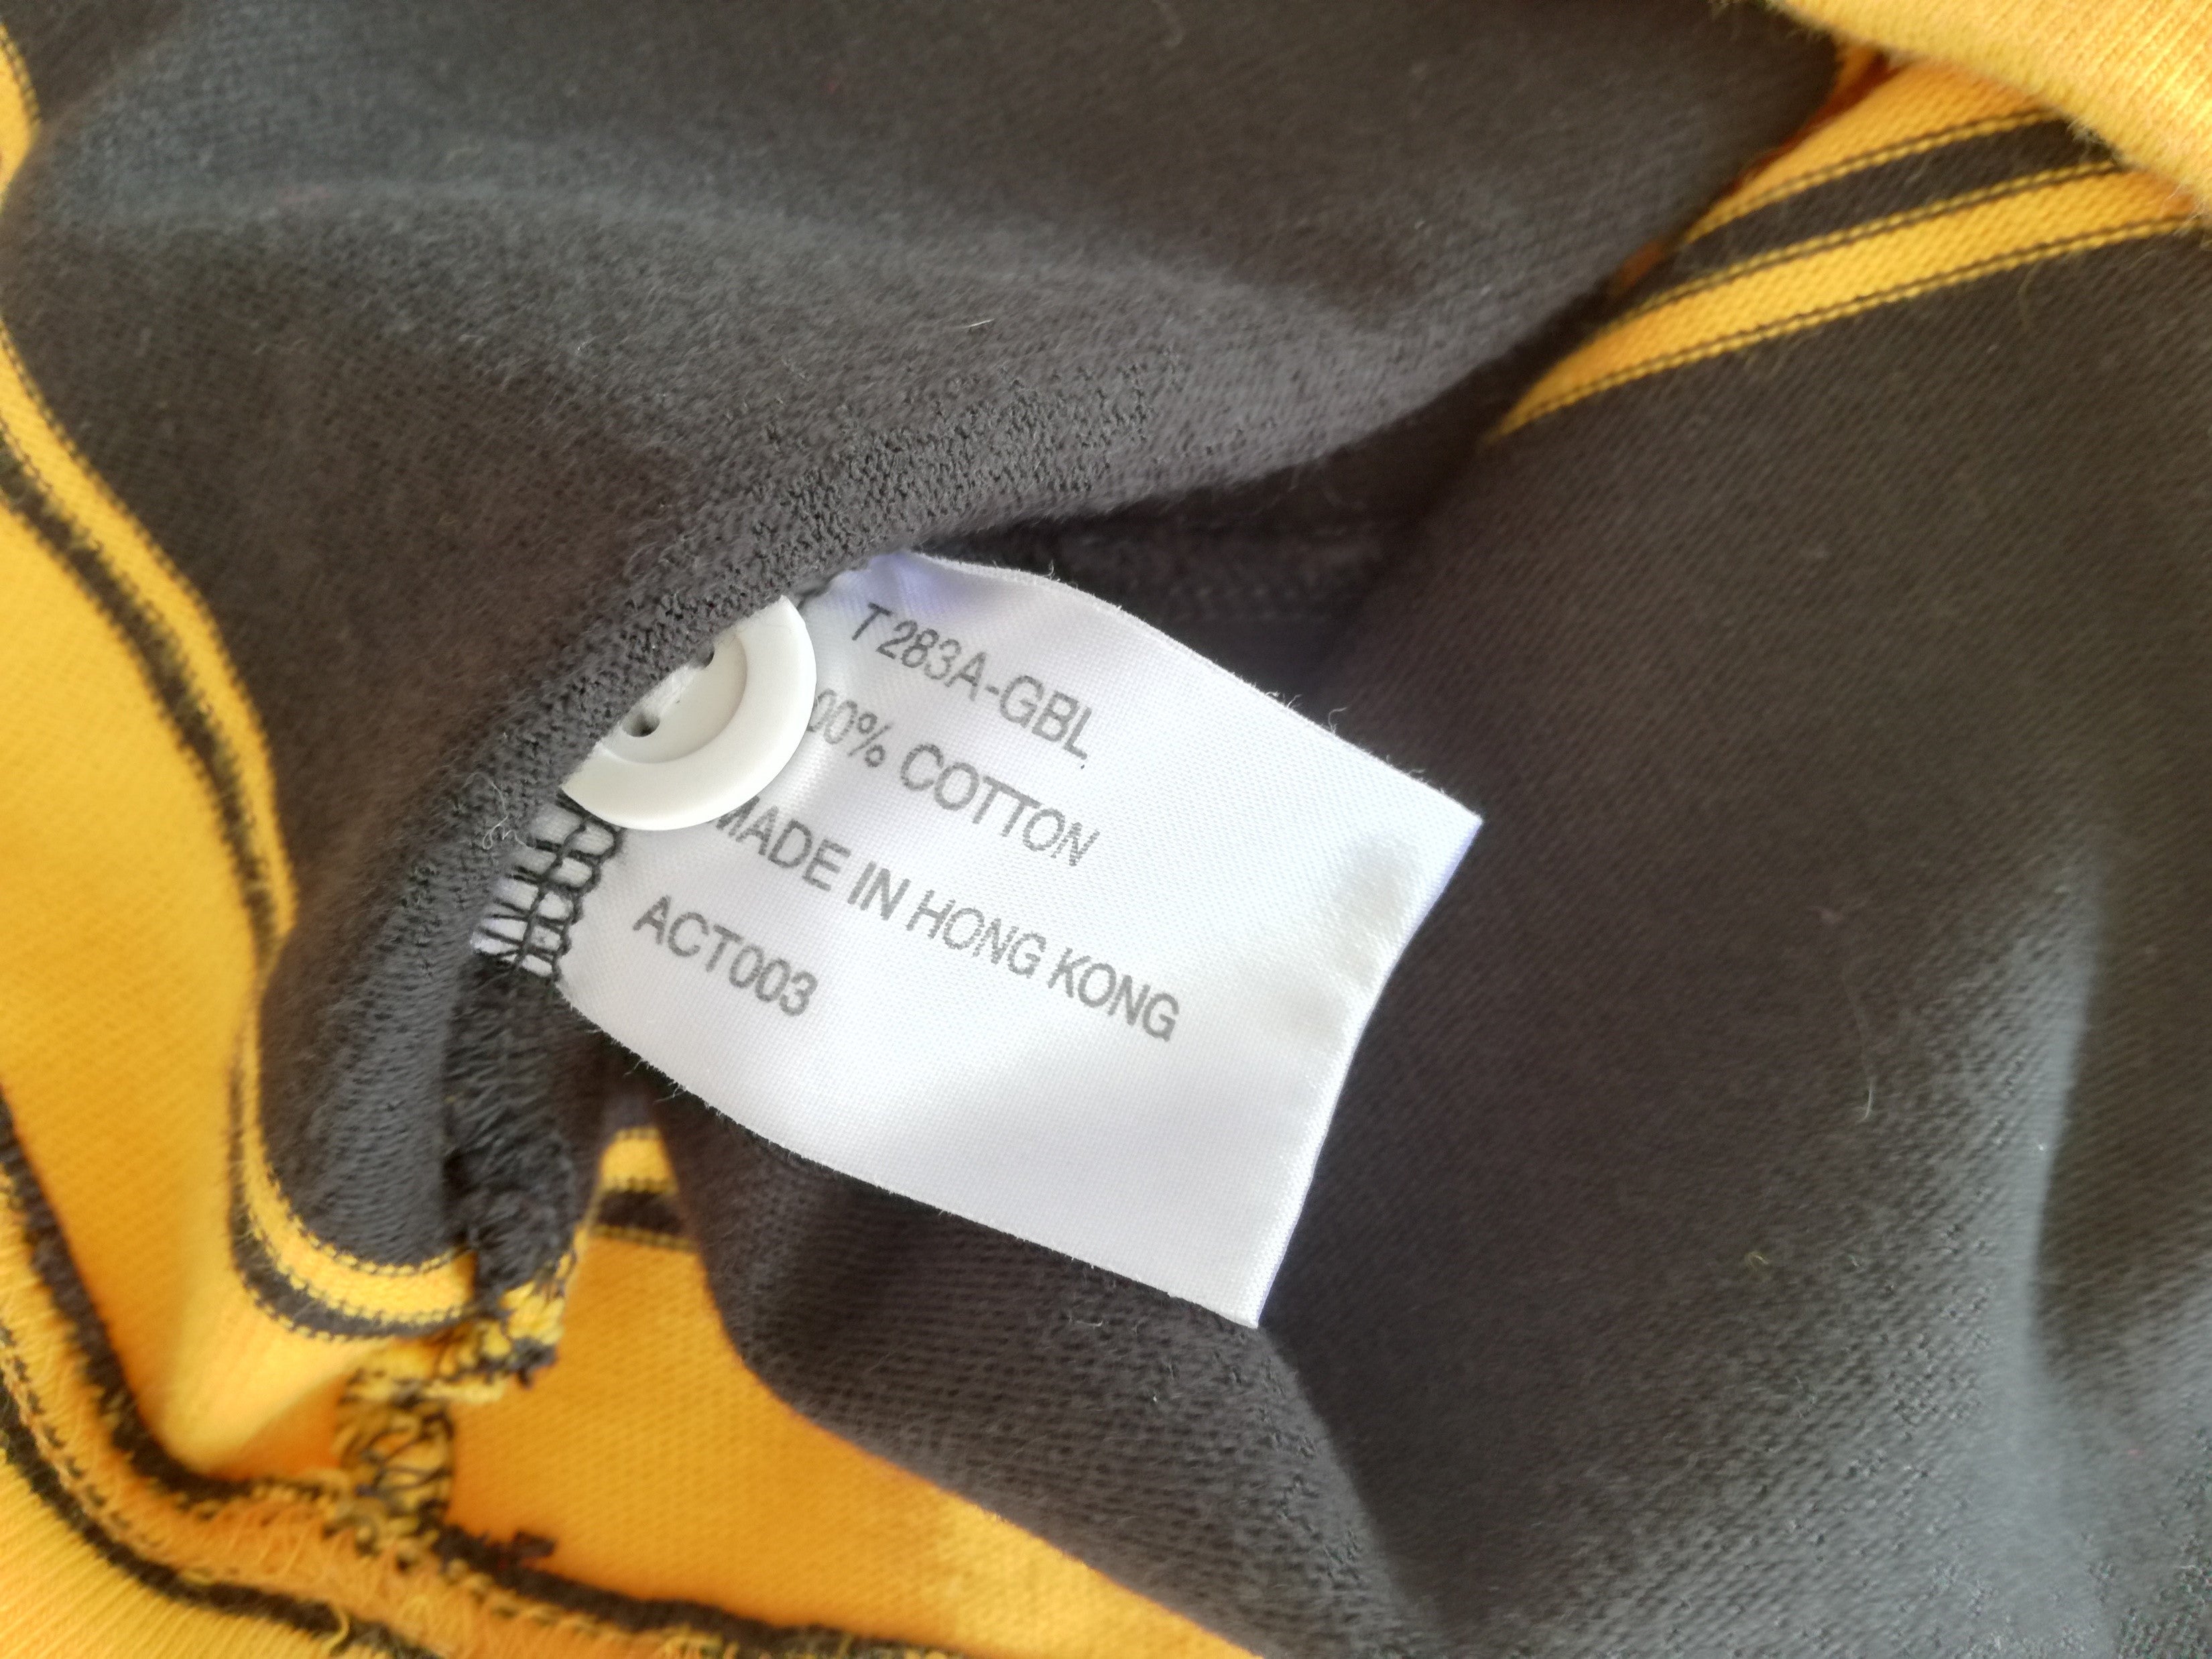 T283A-GBL
00% COTTON
MADE IN HONG KONG
ACT003